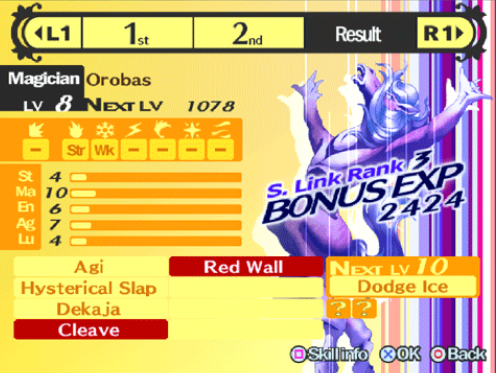 L1 1st 2nd Result R1
Magician Orobas
LV 8 NEXT LV 1078
- Str Wk - - - -
St 4
Ma 10
En 6
Ag 7
Lu 4
S. Link Rank 3
BONUS EXP
2424
Agi Red Wall
Hysterical Slap
Dekaja
Cleave
NEXT LV 10
Dodge Ice
? ?
Skill info OK Back